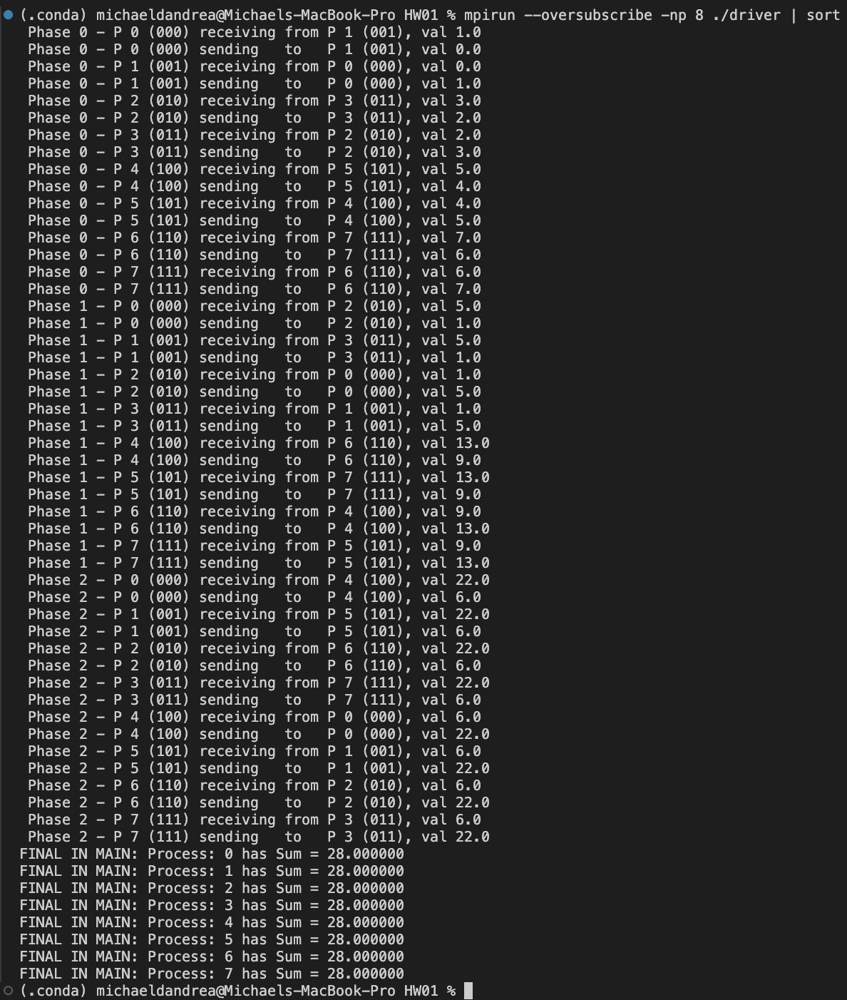 (.conda) michaeldandrea@Michaels-MacBook-Pro HW01 % mpirun --oversubscribe -np 8 ./driver | sort
Phase 0 - P 0 (000) receiving from P 1 (001), val 1.0
Phase 0 - P 0 (000) sending   to   P 1 (001), val 0.0
Phase 0 - P 1 (001) receiving from P 0 (000), val 0.0
Phase 0 - P 1 (001) sending   to   P 0 (000), val 1.0
Phase 0 - P 2 (010) receiving from P 3 (011), val 3.0
Phase 0 - P 2 (010) sending   to   P 3 (011), val 2.0
Phase 0 - P 3 (011) receiving from P 2 (010), val 2.0
Phase 0 - P 3 (011) sending   to   P 2 (010), val 3.0
Phase 0 - P 4 (100) receiving from P 5 (101), val 5.0
Phase 0 - P 4 (100) sending   to   P 5 (101), val 4.0
Phase 0 - P 5 (101) receiving from P 4 (100), val 4.0
Phase 0 - P 5 (101) sending   to   P 4 (100), val 5.0
Phase 0 - P 6 (110) receiving from P 7 (111), val 7.0
Phase 0 - P 6 (110) sending   to   P 7 (111), val 6.0
Phase 0 - P 7 (111) receiving from P 6 (110), val 6.0
Phase 0 - P 7 (111) sending   to   P 6 (110), val 7.0
Phase 1 - P 0 (000) receiving from P 2 (010), val 5.0
Phase 1 - P 0 (000) sending   to   P 2 (010), val 1.0
Phase 1 - P 1 (001) receiving from P 3 (011), val 5.0
Phase 1 - P 1 (001) sending   to   P 3 (011), val 1.0
Phase 1 - P 2 (010) receiving from P 0 (000), val 1.0
Phase 1 - P 2 (010) sending   to   P 0 (000), val 5.0
Phase 1 - P 3 (011) receiving from P 1 (001), val 1.0
Phase 1 - P 3 (011) sending   to   P 1 (001), val 5.0
Phase 1 - P 4 (100) receiving from P 6 (110), val 13.0
Phase 1 - P 4 (100) sending   to   P 6 (110), val 9.0
Phase 1 - P 5 (101) receiving from P 7 (111), val 13.0
Phase 1 - P 5 (101) sending   to   P 7 (111), val 9.0
Phase 1 - P 6 (110) receiving from P 4 (100), val 9.0
Phase 1 - P 6 (110) sending   to   P 4 (100), val 13.0
Phase 1 - P 7 (111) receiving from P 5 (101), val 9.0
Phase 1 - P 7 (111) sending   to   P 5 (101), val 13.0
Phase 2 - P 0 (000) receiving from P 4 (100), val 22.0
Phase 2 - P 0 (000) sending   to   P 4 (100), val 6.0
Phase 2 - P 1 (001) receiving from P 5 (101), val 22.0
Phase 2 - P 1 (001) sending   to   P 5 (101), val 6.0
Phase 2 - P 2 (010) receiving from P 6 (110), val 22.0
Phase 2 - P 2 (010) sending   to   P 6 (110), val 6.0
Phase 2 - P 3 (011) receiving from P 7 (111), val 22.0
Phase 2 - P 3 (011) sending   to   P 7 (111), val 6.0
Phase 2 - P 4 (100) receiving from P 0 (000), val 6.0
Phase 2 - P 4 (100) sending   to   P 0 (000), val 22.0
Phase 2 - P 5 (101) receiving from P 1 (001), val 6.0
Phase 2 - P 5 (101) sending   to   P 1 (001), val 22.0
Phase 2 - P 6 (110) receiving from P 2 (010), val 6.0
Phase 2 - P 6 (110) sending   to   P 2 (010), val 22.0
Phase 2 - P 7 (111) receiving from P 3 (011), val 6.0
Phase 2 - P 7 (111) sending   to   P 3 (011), val 22.0
FINAL IN MAIN: Process: 0 has Sum = 28.000000
FINAL IN MAIN: Process: 1 has Sum = 28.000000
FINAL IN MAIN: Process: 2 has Sum = 28.000000
FINAL IN MAIN: Process: 3 has Sum = 28.000000
FINAL IN MAIN: Process: 4 has Sum = 28.000000
FINAL IN MAIN: Process: 5 has Sum = 28.000000
FINAL IN MAIN: Process: 6 has Sum = 28.000000
FINAL IN MAIN: Process: 7 has Sum = 28.000000
(.conda) michaeldandrea@Michaels-MacBook-Pro HW01 %